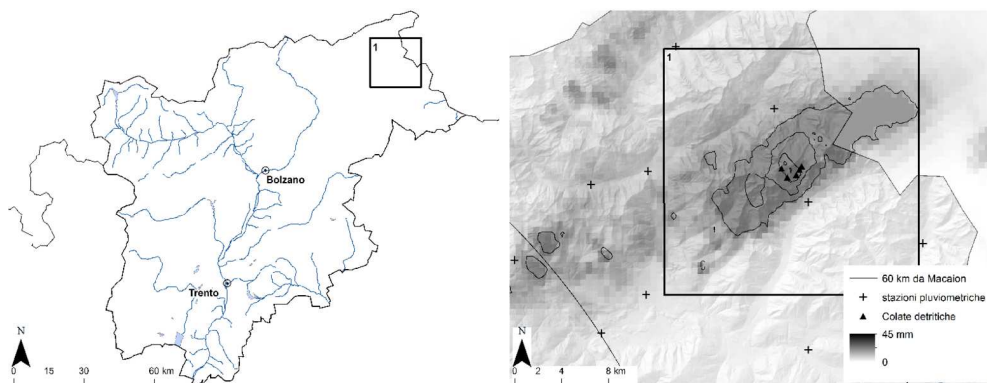 1
Bolzano
Trento
N
0 15 60 km
1
1
60 km da Macaion
stazioni pluviometriche
Colate detritiche
45 mm
0
N
0 2 4 8 km